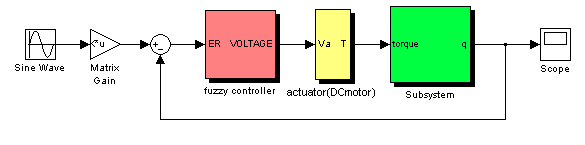 ER VOLTAGE
Va T
torque q
u
+
_
Sine Wave
Matrix
Gain
fuzzy controller
actuator(DCmotor)
Subsystem
Scope